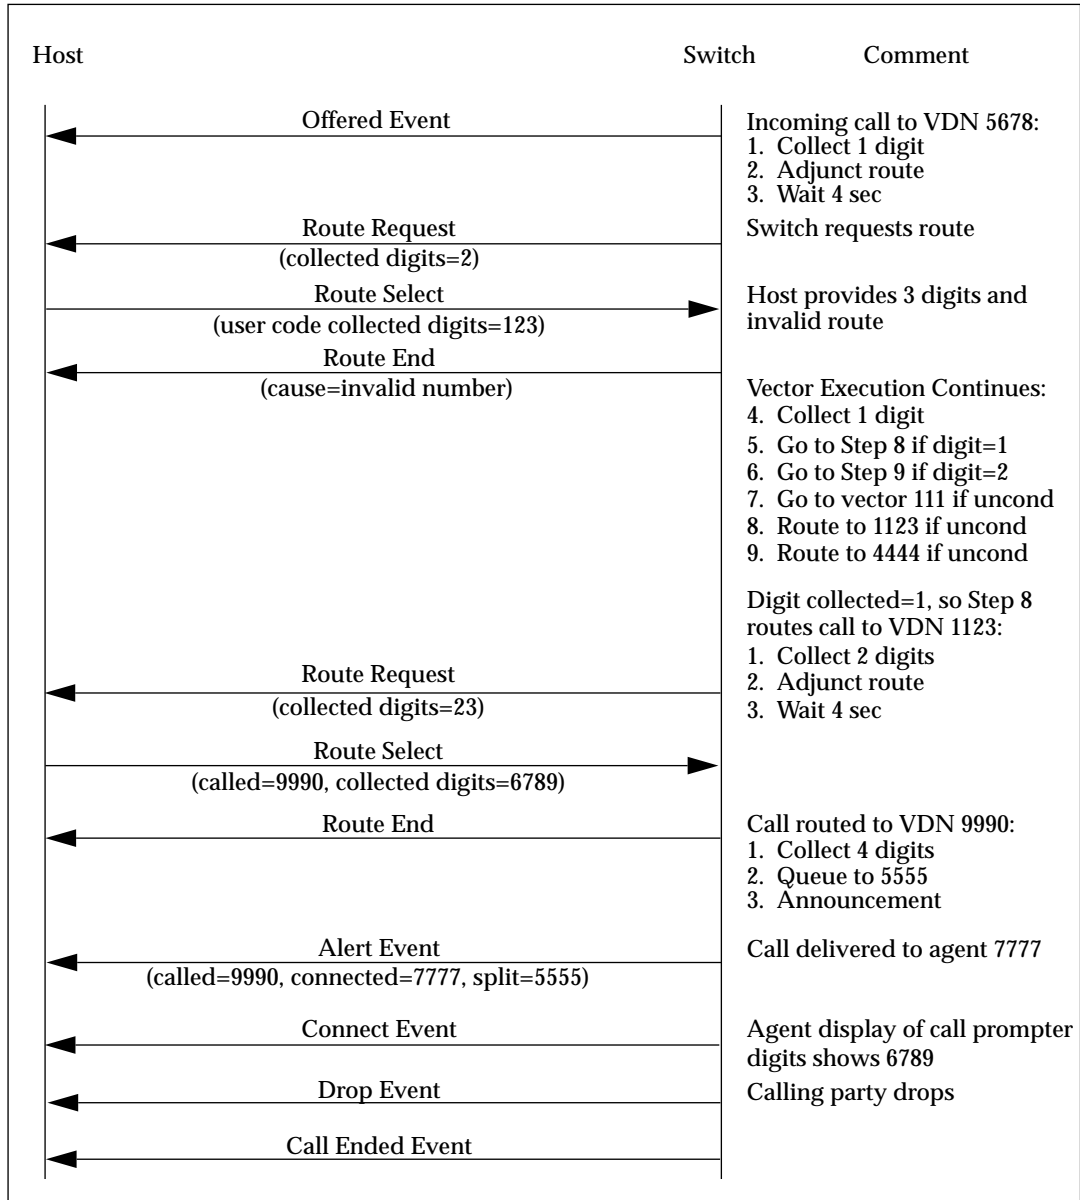 Host
Switch
Comment
Offered Event
Incoming call to VDN 5678:
1. Collect 1 digit
2. Adjunct route
3. Wait 4 sec
Route Request
(collected digits=2)
Switch requests route
Route Select
(user code collected digits=123)
Host provides 3 digits and
invalid route
Route End
(cause=invalid number)
Vector Execution Continues:
4. Collect 1 digit
5. Go to Step 8 if digit=1
6. Go to Step 9 if digit=2
7. Go to vector 111 if uncond
8. Route to 1123 if uncond
9. Route to 4444 if uncond
Digit collected=1, so Step 8
routes call to VDN 1123:
1. Collect 2 digits
2. Adjunct route
3. Wait 4 sec
Route Request
(collected digits=23)
Route Select
(called=9990, collected digits=6789)
Route End
Call routed to VDN 9990:
1. Collect 4 digits
2. Queue to 5555
3. Announcement
Alert Event
(called=9990, connected=7777, split=5555)
Call delivered to agent 7777
Connect Event
Agent display of call prompter
digits shows 6789
Drop Event
Calling party drops
Call Ended Event